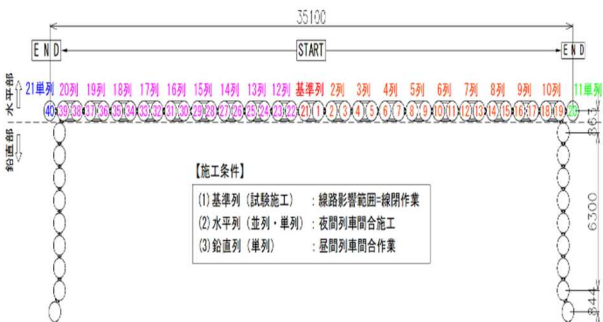 35100
END START END
21単列 20列 19列 18列 17列 16列 15列 14列 13列 12列 基準列 2列 3列 4列 5列 6列 7列 8列 9列 10列 11単列
水平部
40 39 38 37 36 35 34 33 32 31 30 29 28 27 26 25 24 23 22 21 1 2 3 4 5 6 7 8 9 10 11 12 13 14 15 16 17 18 19
鉛直部
6300
844
【施工条件】
(1)基準列(試験施工) :線路影響範囲=線閉作業
(2)水平列(並列・単列) :夜間列車間合施工
(3)鉛直列(単列) :昼間列車間合作業